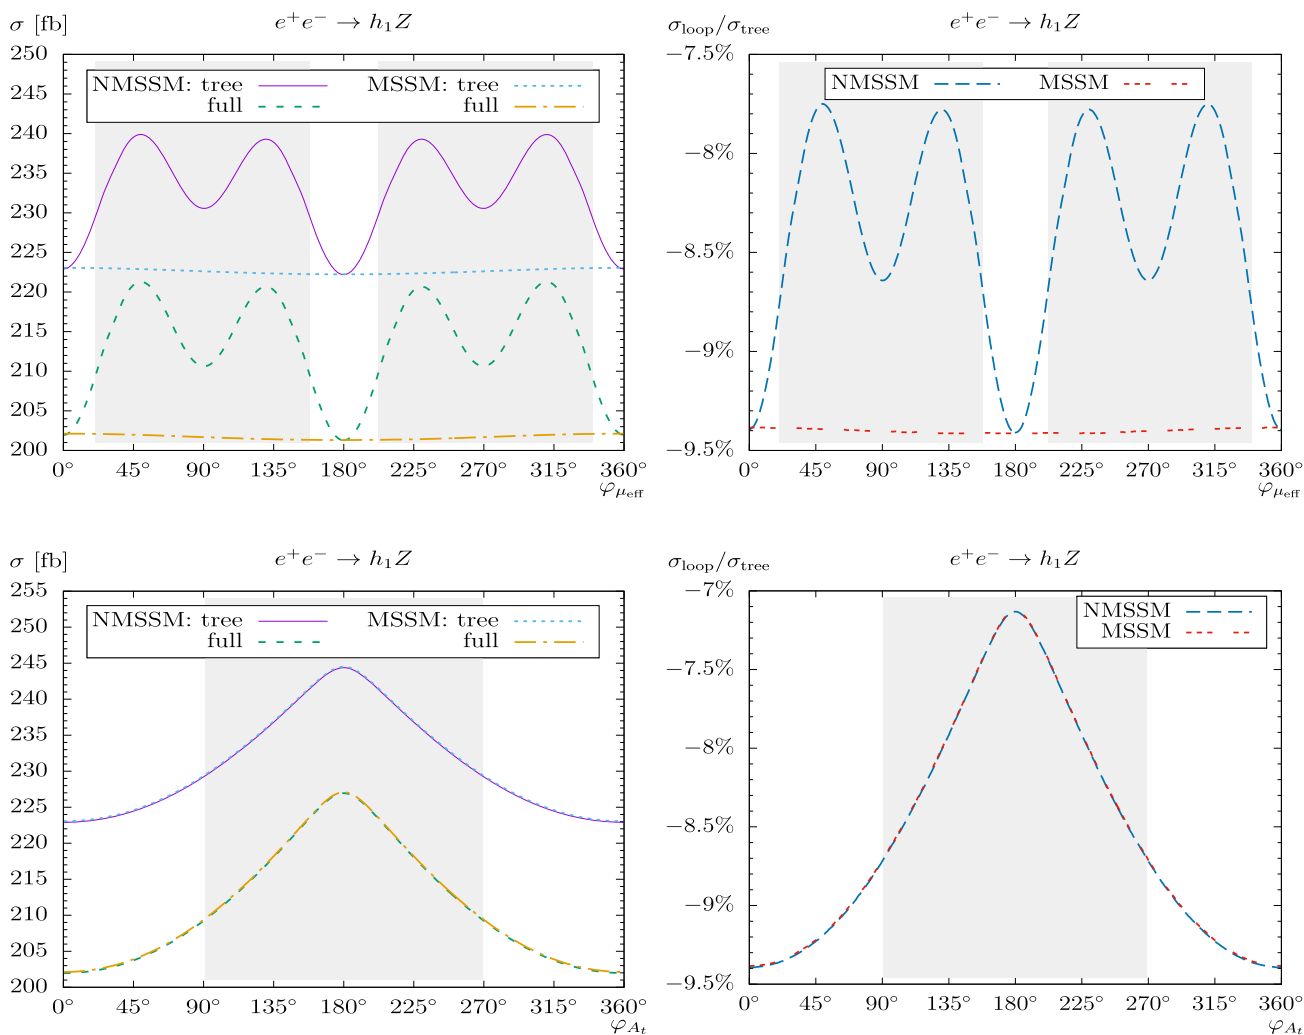 σ [fb]
e⁺e⁻ → h₁Z
250
245
240
235
230
225
220
215
210
205
200
NMSSM: tree
full
MSSM: tree
full
0° 45° 90° 135° 180° 225° 270° 315° 360°
φ_μeff
σ_loop/σ_tree
e⁺e⁻ → h₁Z
−7.5%
−8%
−8.5%
−9%
−9.5%
NMSSM
MSSM
0° 45° 90° 135° 180° 225° 270° 315° 360°
φ_μeff
σ [fb]
e⁺e⁻ → h₁Z
255
250
245
240
235
230
225
220
215
210
205
200
NMSSM: tree
full
MSSM: tree
full
0° 45° 90° 135° 180° 225° 270° 315° 360°
φ_At
σ_loop/σ_tree
e⁺e⁻ → h₁Z
−7%
−7.5%
−8%
−8.5%
−9%
−9.5%
NMSSM
MSSM
0° 45° 90° 135° 180° 225° 270° 315° 360°
φ_At